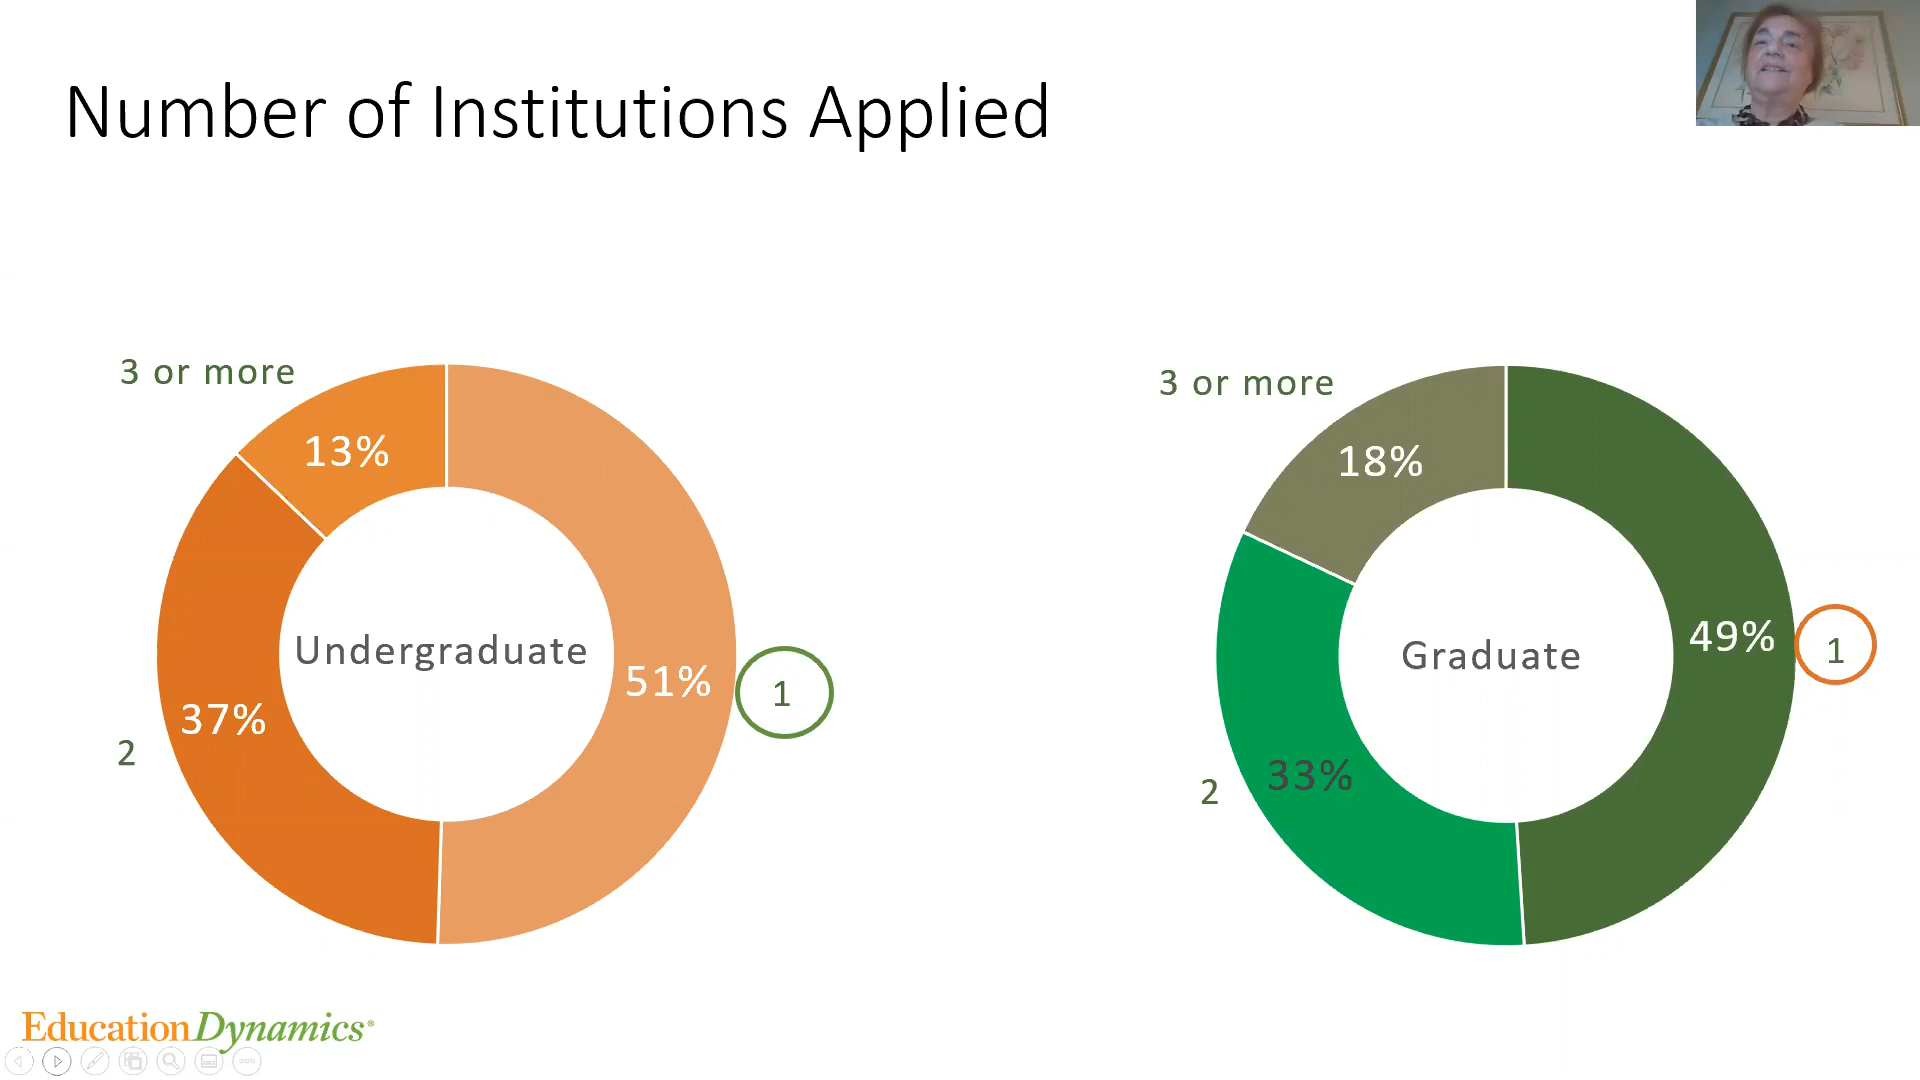 Number of Institutions Applied
3 or more
13%
Undergraduate
51%
1
37%
2
3 or more
18%
Graduate
49%
1
33%
2
EducationDynamics®